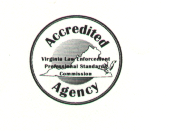 Accredited
Virginia Law Enforcement
Professional Standards
Commission
Agency